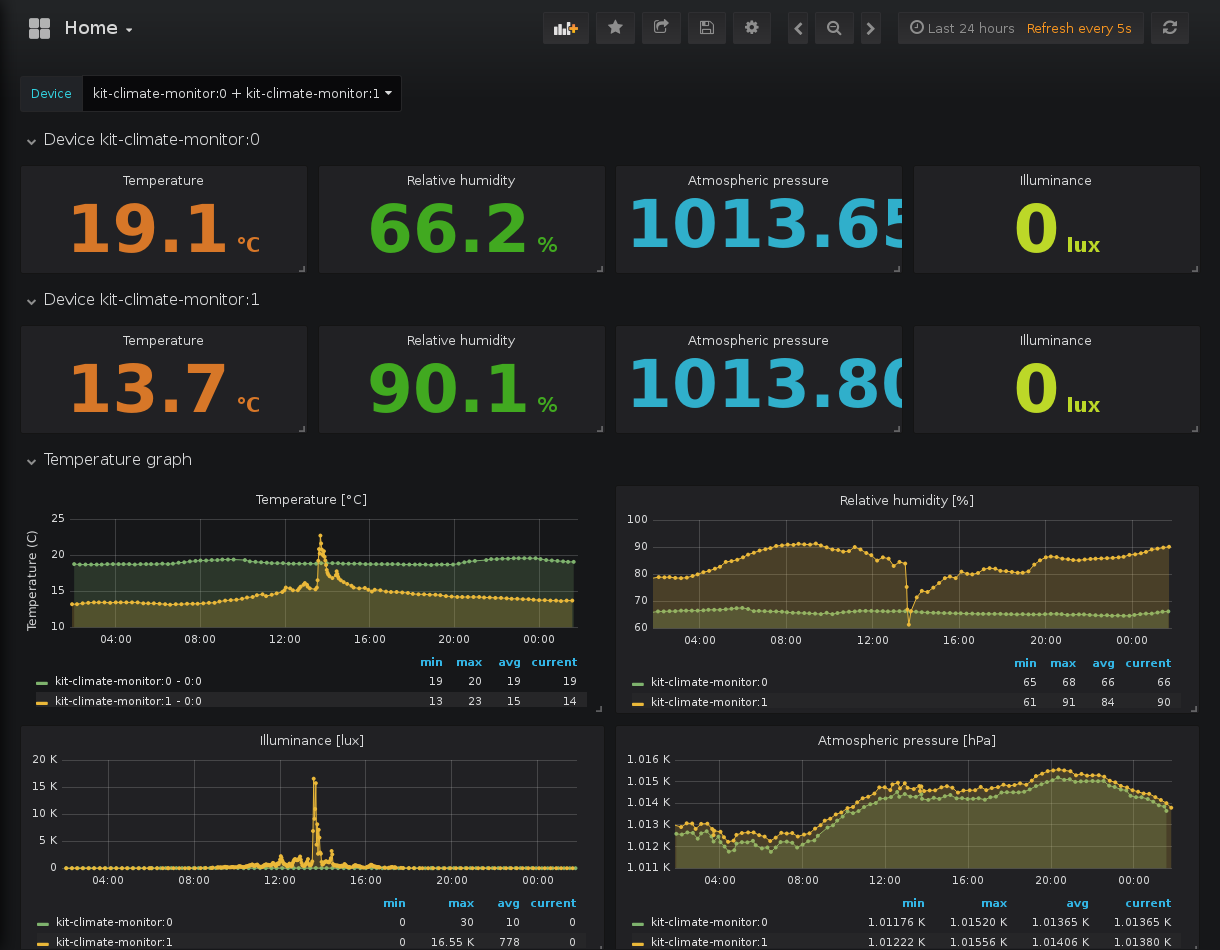 Home
Last 24 hours Refresh every 5s
Device kit-climate-monitor:0 + kit-climate-monitor:1
Device kit-climate-monitor:0
Temperature Relative humidity Atmospheric pressure Illuminance
19.1 °C 66.2 % 1013.65 0 lux
Device kit-climate-monitor:1
Temperature Relative humidity Atmospheric pressure Illuminance
13.7 °C 90.1 % 1013.80 0 lux
Temperature graph
Temperature [°C]
Temperature (C)
25
20
15
10
04:00 08:00 12:00 16:00 20:00 00:00
min max avg current
kit-climate-monitor:0 - 0:0 19 20 19 19
kit-climate-monitor:1 - 0:0 13 23 15 14
Relative humidity [%]
100
90
80
70
60
04:00 08:00 12:00 16:00 20:00 00:00
min max avg current
kit-climate-monitor:0 65 68 66 66
kit-climate-monitor:1 61 91 84 90
Illuminance [lux]
20 K
15 K
10 K
5 K
0
04:00 08:00 12:00 16:00 20:00 00:00
min max avg current
kit-climate-monitor:0 0 30 10 0
kit-climate-monitor:1 0 16.55 K 778 0
Atmospheric pressure [hPa]
1.016 K
1.015 K
1.014 K
1.013 K
1.012 K
1.011 K
04:00 08:00 12:00 16:00 20:00 00:00
min max avg current
kit-climate-monitor:0 1.01176 K 1.01520 K 1.01365 K 1.01365 K
kit-climate-monitor:1 1.01222 K 1.01556 K 1.01406 K 1.01380 K